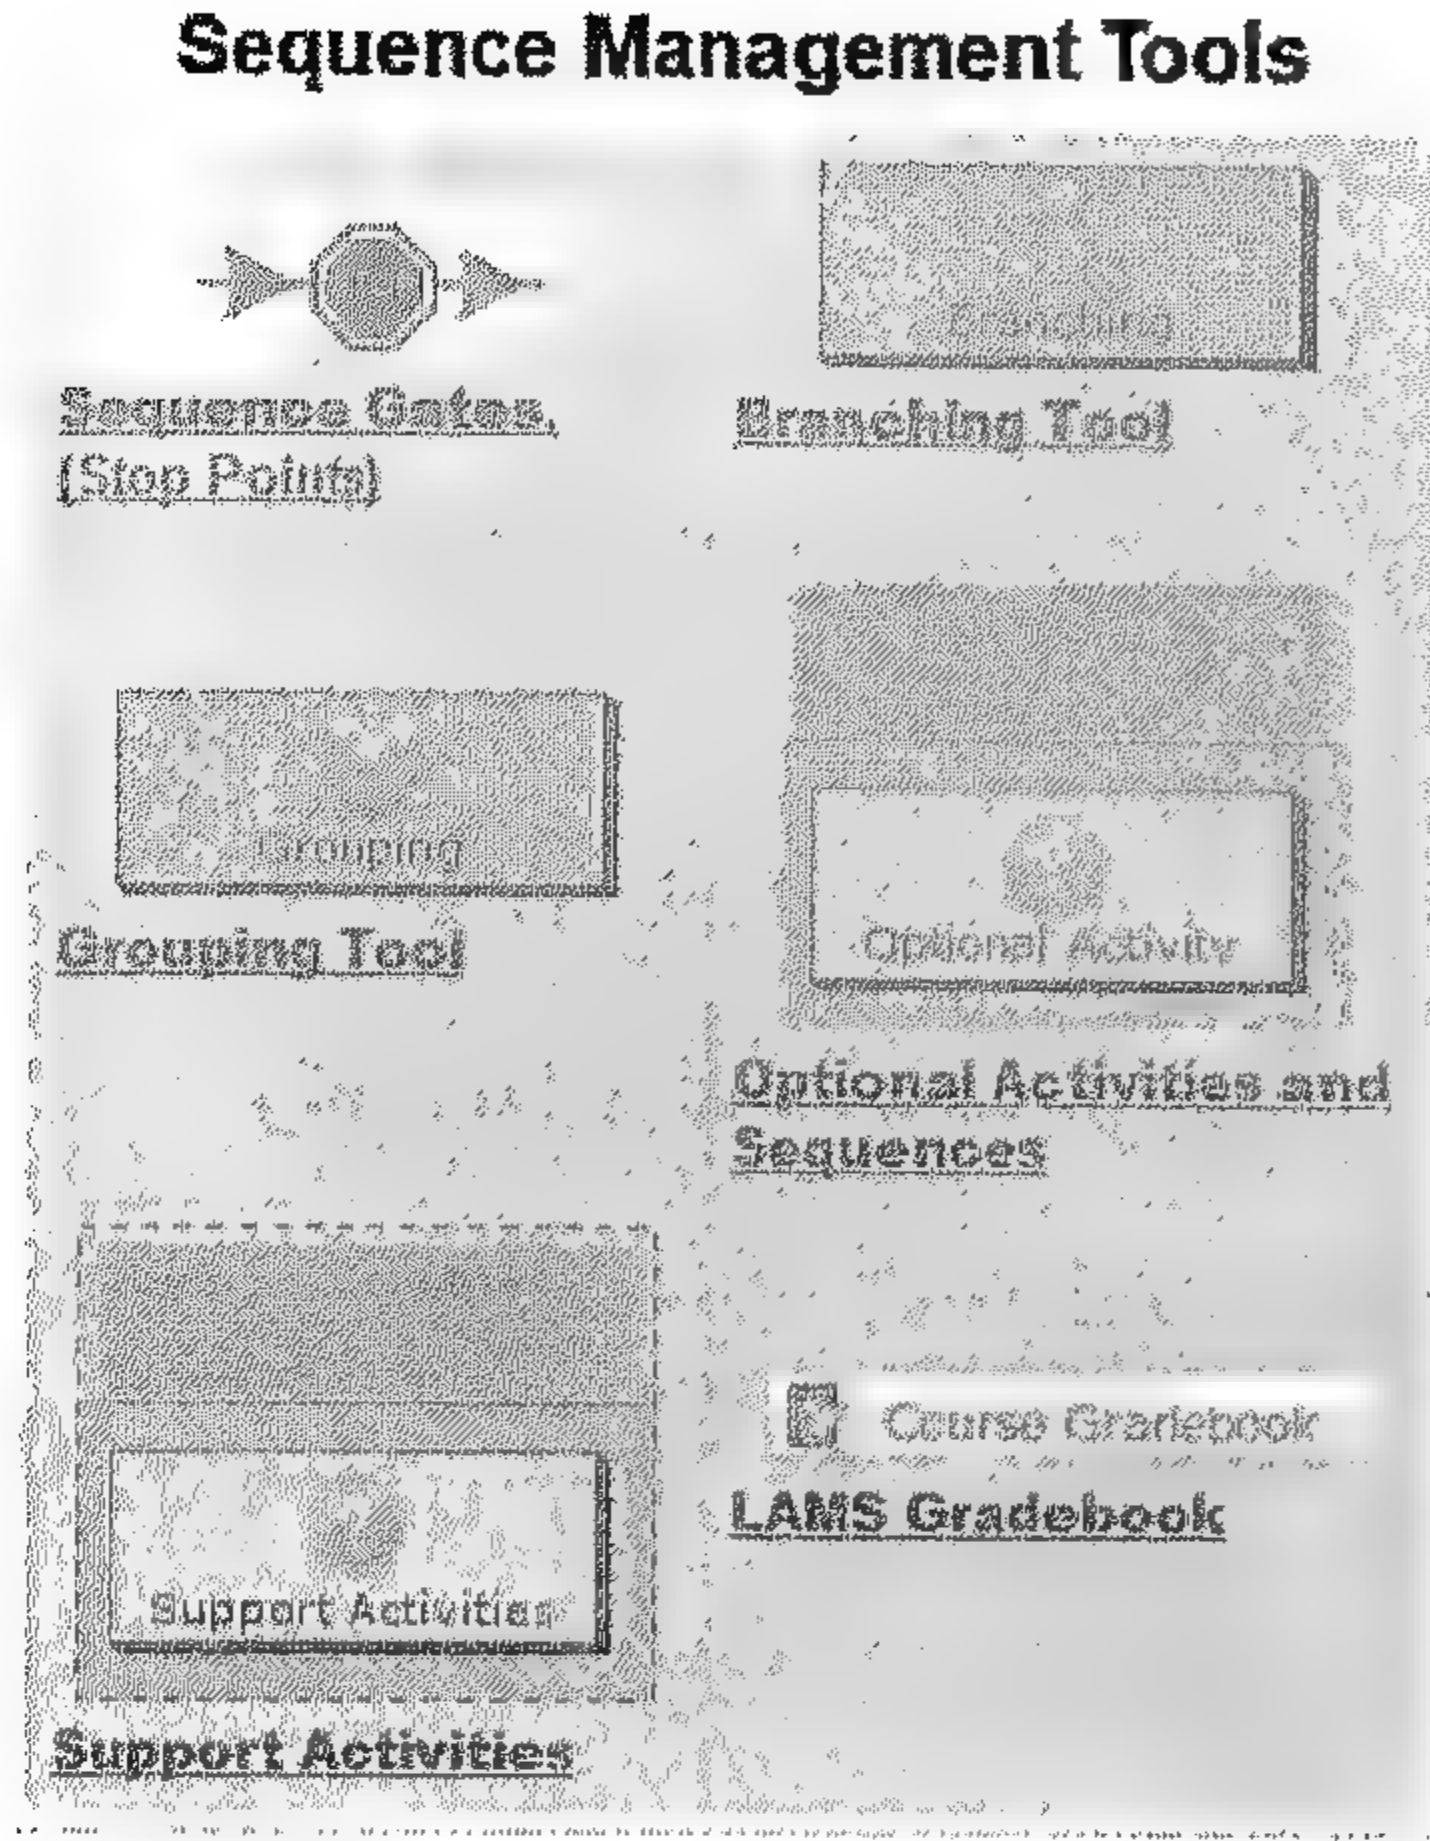 Sequence Management Tools
Branching
Sequence Gates,
(Stop Points)
Branching Tool
Grouping
Grouping Tool
Optional Activity
Optional Activities and
Sequences
Support Activities
Support Activities
Course Gradebook
LAMS Gradebook